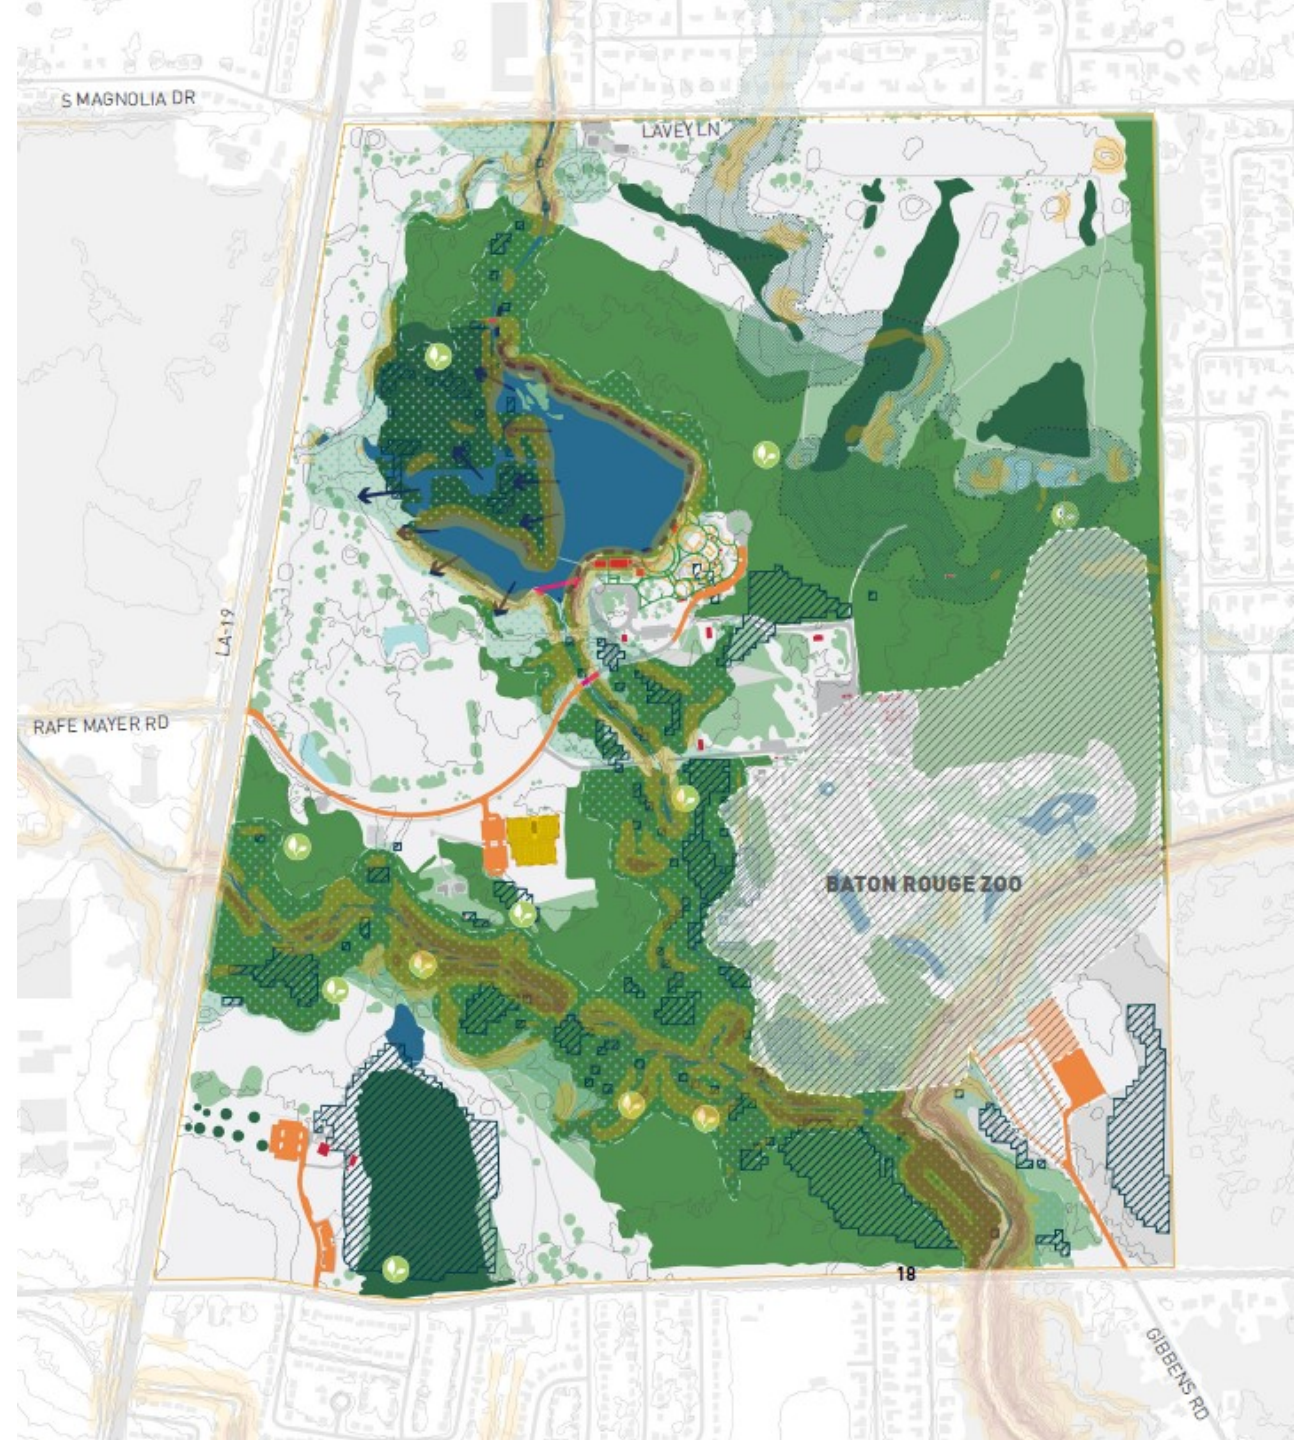 S MAGNOLIA DR
LAVEY LN
LA-19
RAFE MAYER RD
BATON ROUGE ZOO
18
GIBBENS RD